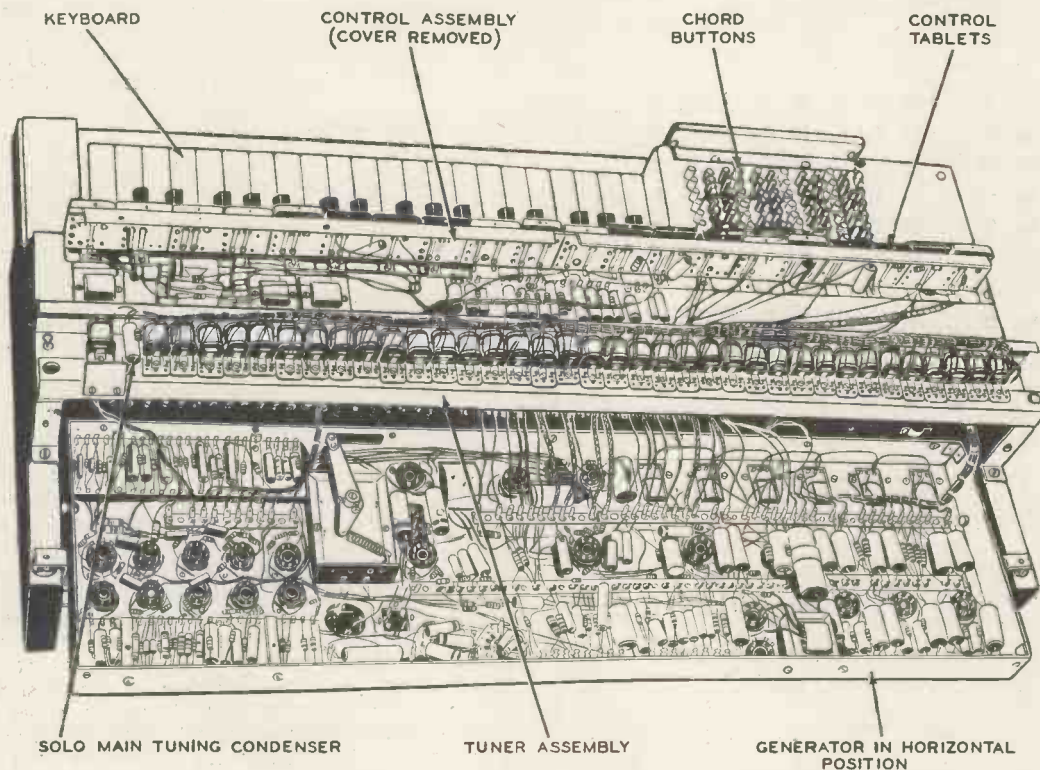 KEYBOARD
CONTROL ASSEMBLY
(COVER REMOVED)
CHORD
BUTTONS
CONTROL
TABLETS
SOLO MAIN TUNING CONDENSER
TUNER ASSEMBLY
GENERATOR IN HORIZONTAL
POSITION